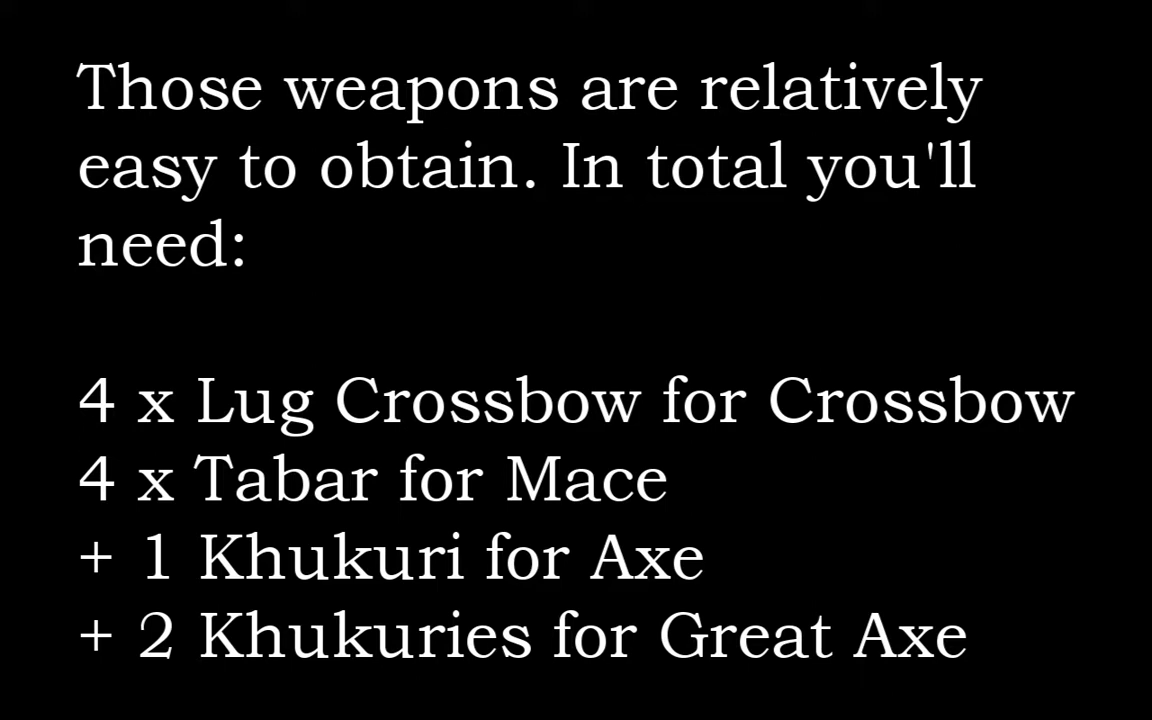 Those weapons are relatively
easy to obtain. In total you'll
need:
4 x Lug Crossbow for Crossbow
4 x Tabar for Mace
+ 1 Khukuri for Axe
+ 2 Khukuries for Great Axe